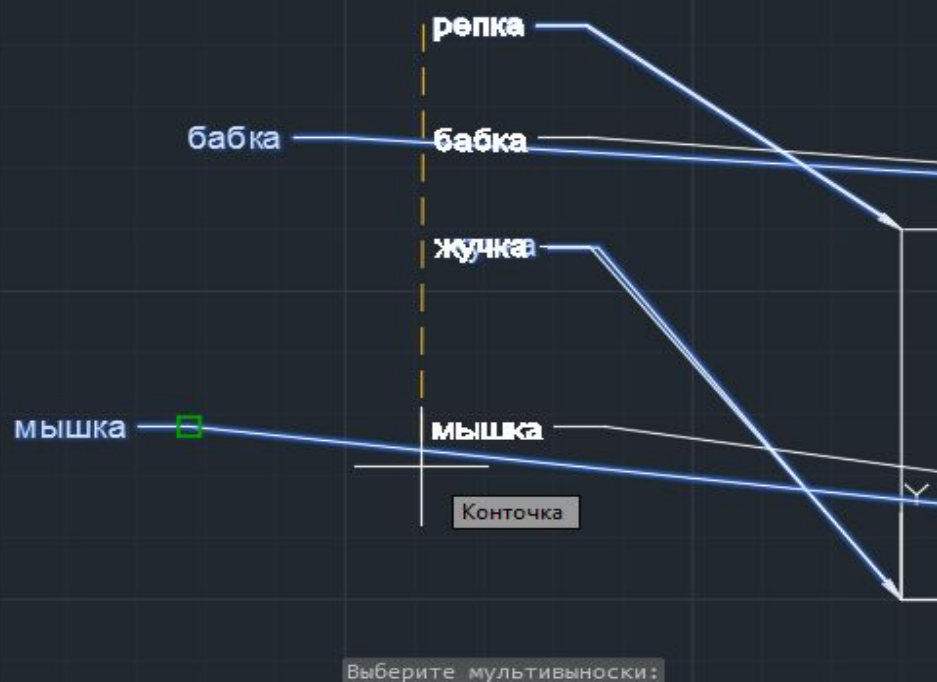 репка
бабка
бабка
жучка
мышка
мышка
Конточка
Y
Выберите мультивыноски: